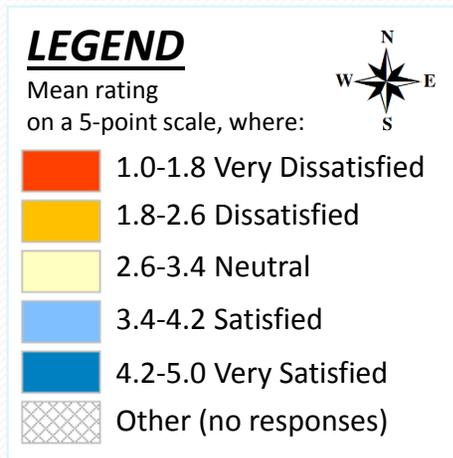 LEGEND
Mean rating
on a 5-point scale, where:
N
W E
S
1.0-1.8 Very Dissatisfied
1.8-2.6 Dissatisfied
2.6-3.4 Neutral
3.4-4.2 Satisfied
4.2-5.0 Very Satisfied
Other (no responses)